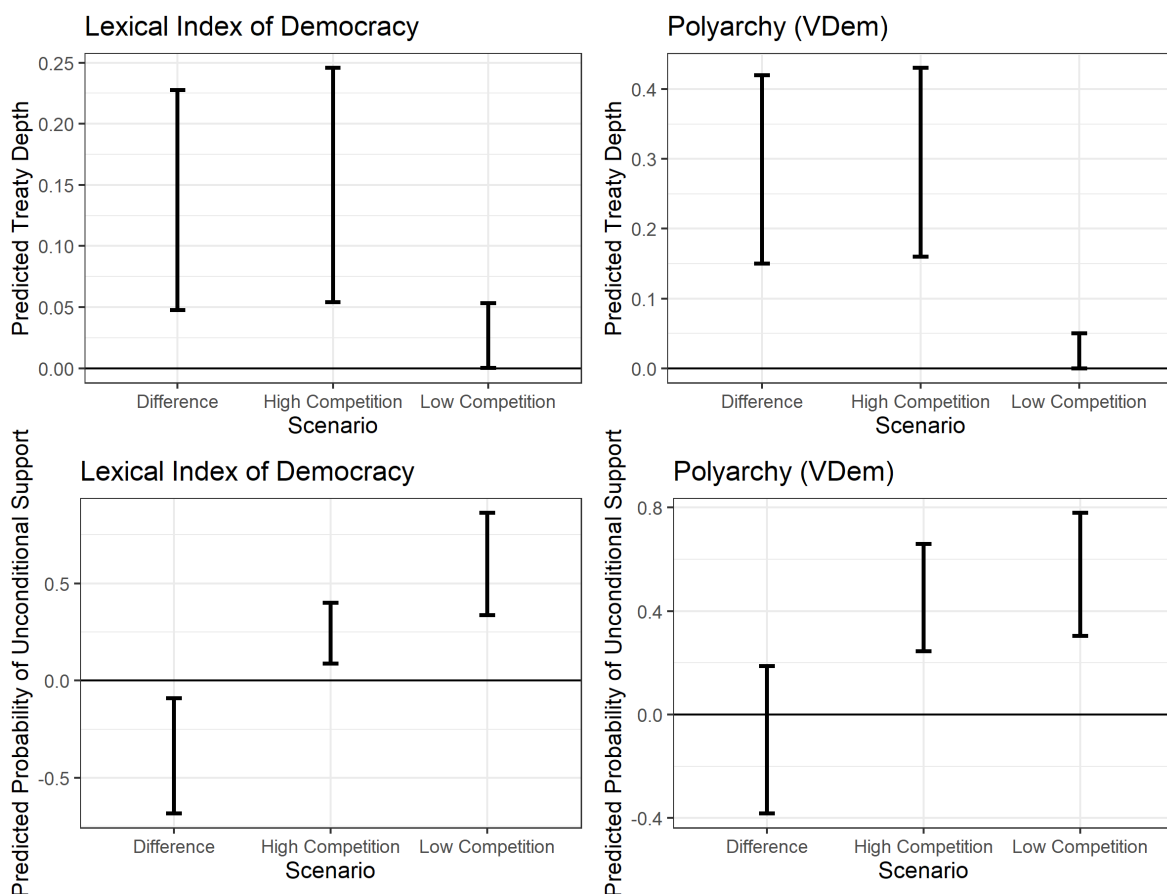 Lexical Index of Democracy
Predicted Treaty Depth
0.25
0.20
0.15
0.10
0.05
0.00
Difference High Competition Low Competition
Scenario
Polyarchy (VDem)
Predicted Treaty Depth
0.4
0.3
0.2
0.1
0.0
Difference High Competition Low Competition
Scenario
Lexical Index of Democracy
Predicted Probability of Unconditional Support
0.5
0.0
-0.5
Difference High Competition Low Competition
Scenario
Polyarchy (VDem)
Predicted Probability of Unconditional Support
0.8
0.4
0.0
-0.4
Difference High Competition Low Competition
Scenario